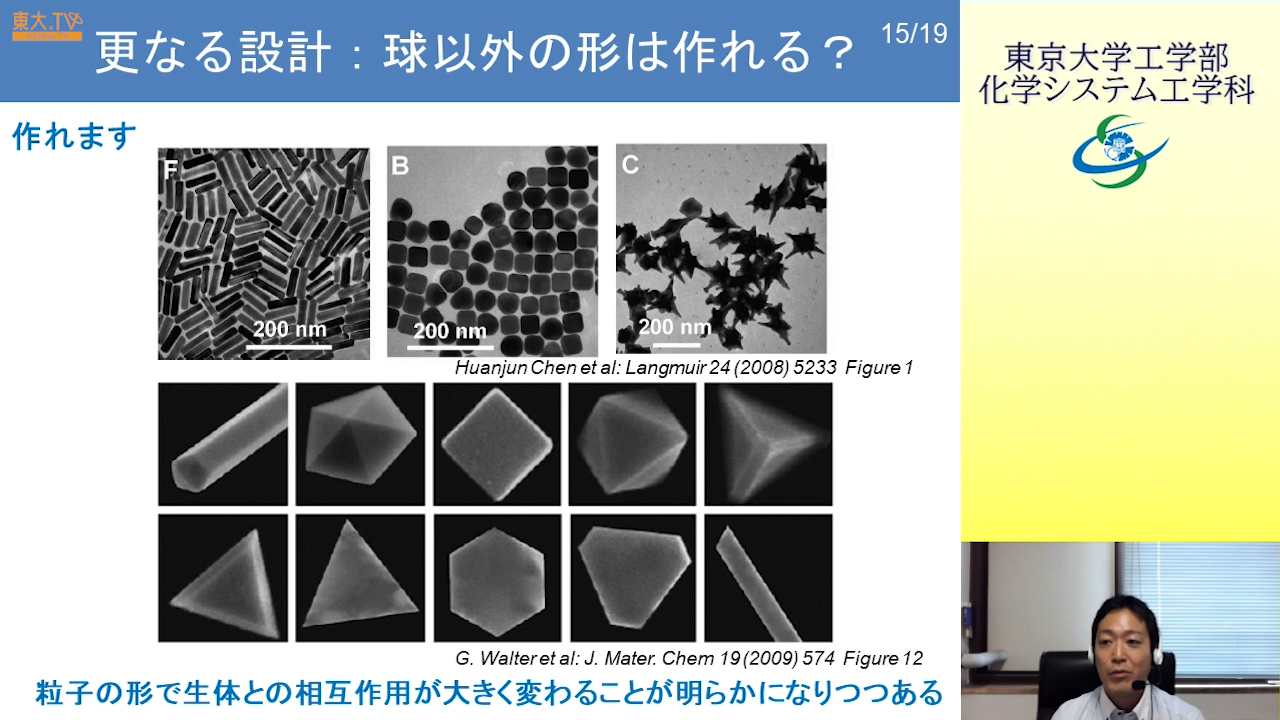 東大.TV
更なる設計：球以外の形は作れる？
15/19
東京大学工学部
化学システム工学科
作れます
F
B
C
200 nm
200 nm
200 nm
Huanjun Chen et al: Langmuir 24 (2008) 5233 Figure 1
G. Walter et al: J. Mater. Chem 19 (2009) 574 Figure 12
粒子の形で生体との相互作用が大きく変わることが明らかになりつつある